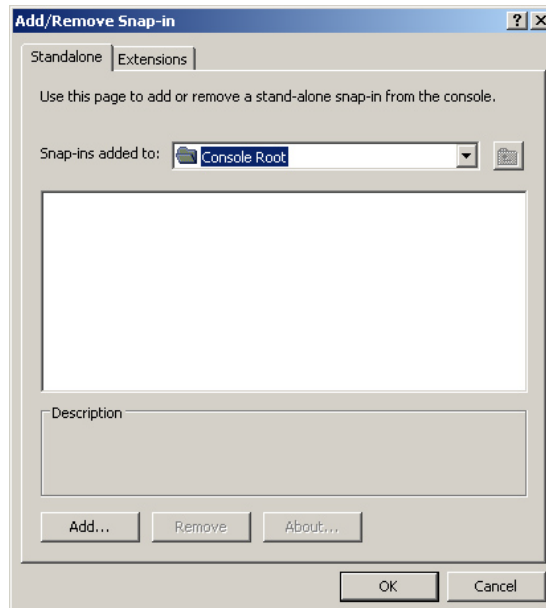 Add/Remove Snap-in
Standalone Extensions
Use this page to add or remove a stand-alone snap-in from the console.
Snap-ins added to: Console Root
Description
Add... Remove About...
OK Cancel